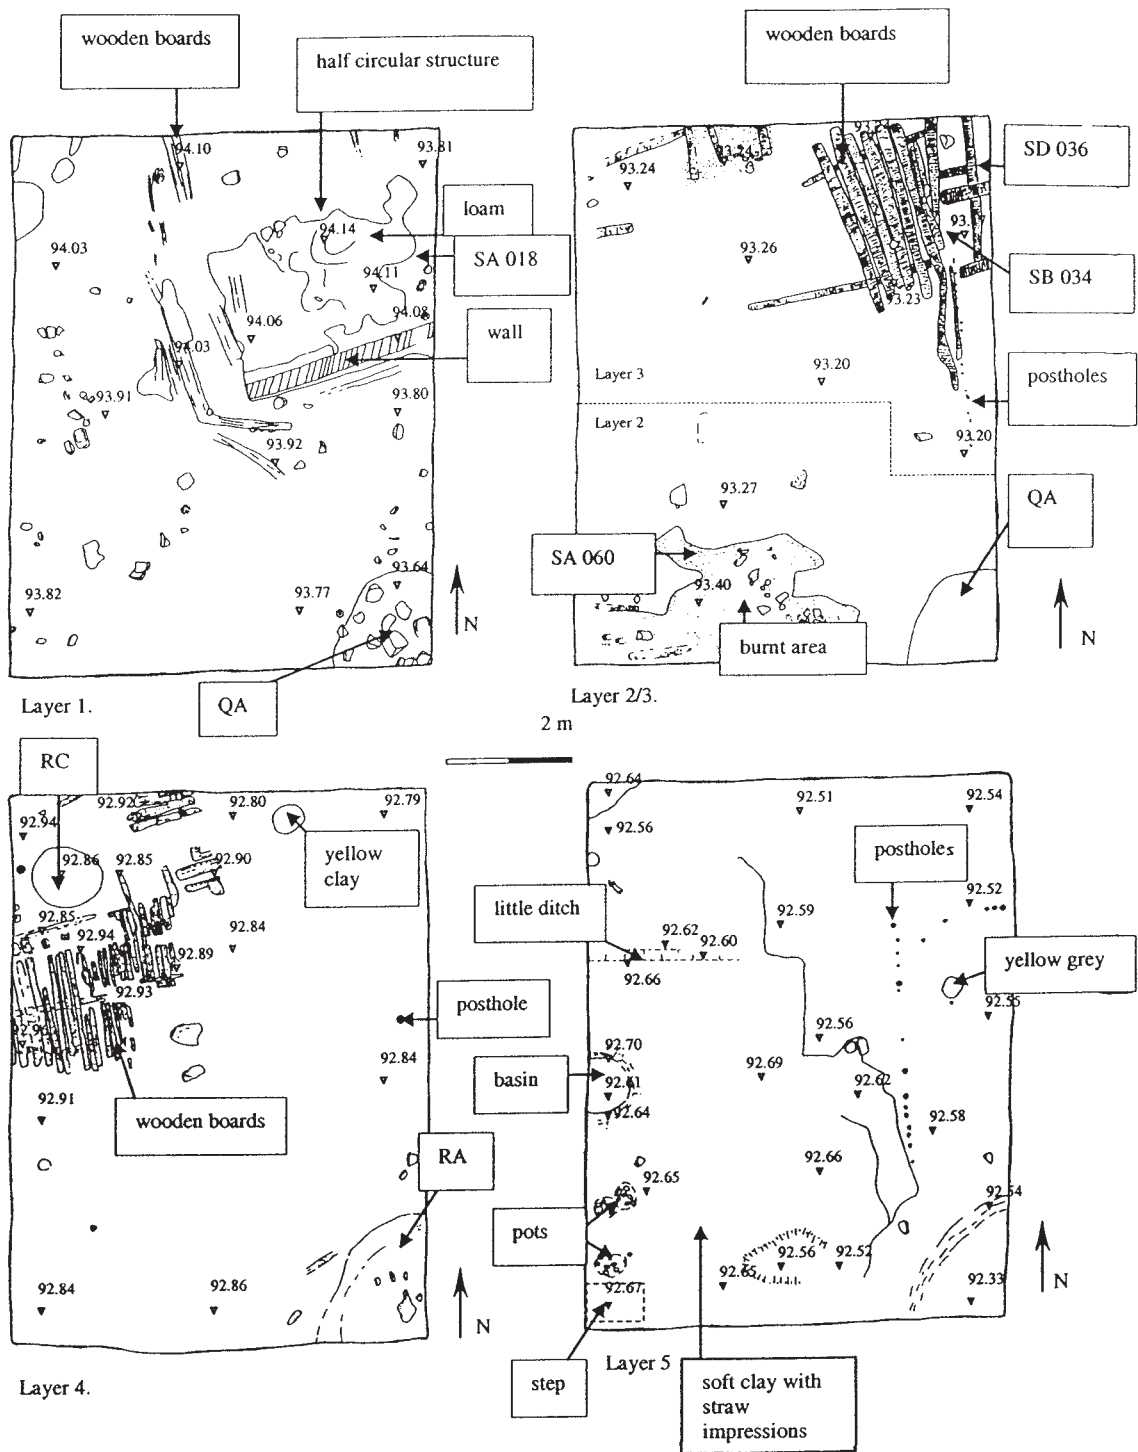 wooden boards
half circular structure
94.10
93.81
loam
94.14
SA 018
94.03
94.11
94.06
94.08
wall
94.03
93.91
93.80
93.92
93.64
93.82
93.77
N
QA
Layer 1.
wooden boards
SD 036
93.24
93.24
93.26
SB 034
93.23
Layer 3
93.20
postholes
Layer 2
93.20
93.27
QA
SA 060
93.40
burnt area
N
Layer 2/3.
2 m
RC
92.92
92.80
92.79
92.94
yellow
clay
92.86
92.85
92.90
92.85
92.94
92.84
92.89
92.93
posthole
92.84
92.91
wooden boards
RA
92.84
92.86
N
Layer 4.
92.64
92.51
92.54
92.56
postholes
92.52
little ditch
92.59
92.62
92.60
yellow grey
92.66
92.56
92.70
92.69
basin
92.61
92.62
92.64
92.58
92.66
92.65
92.54
pots
92.56
92.52
92.65
92.67
92.33
N
step
Layer 5
soft clay with
straw
impressions